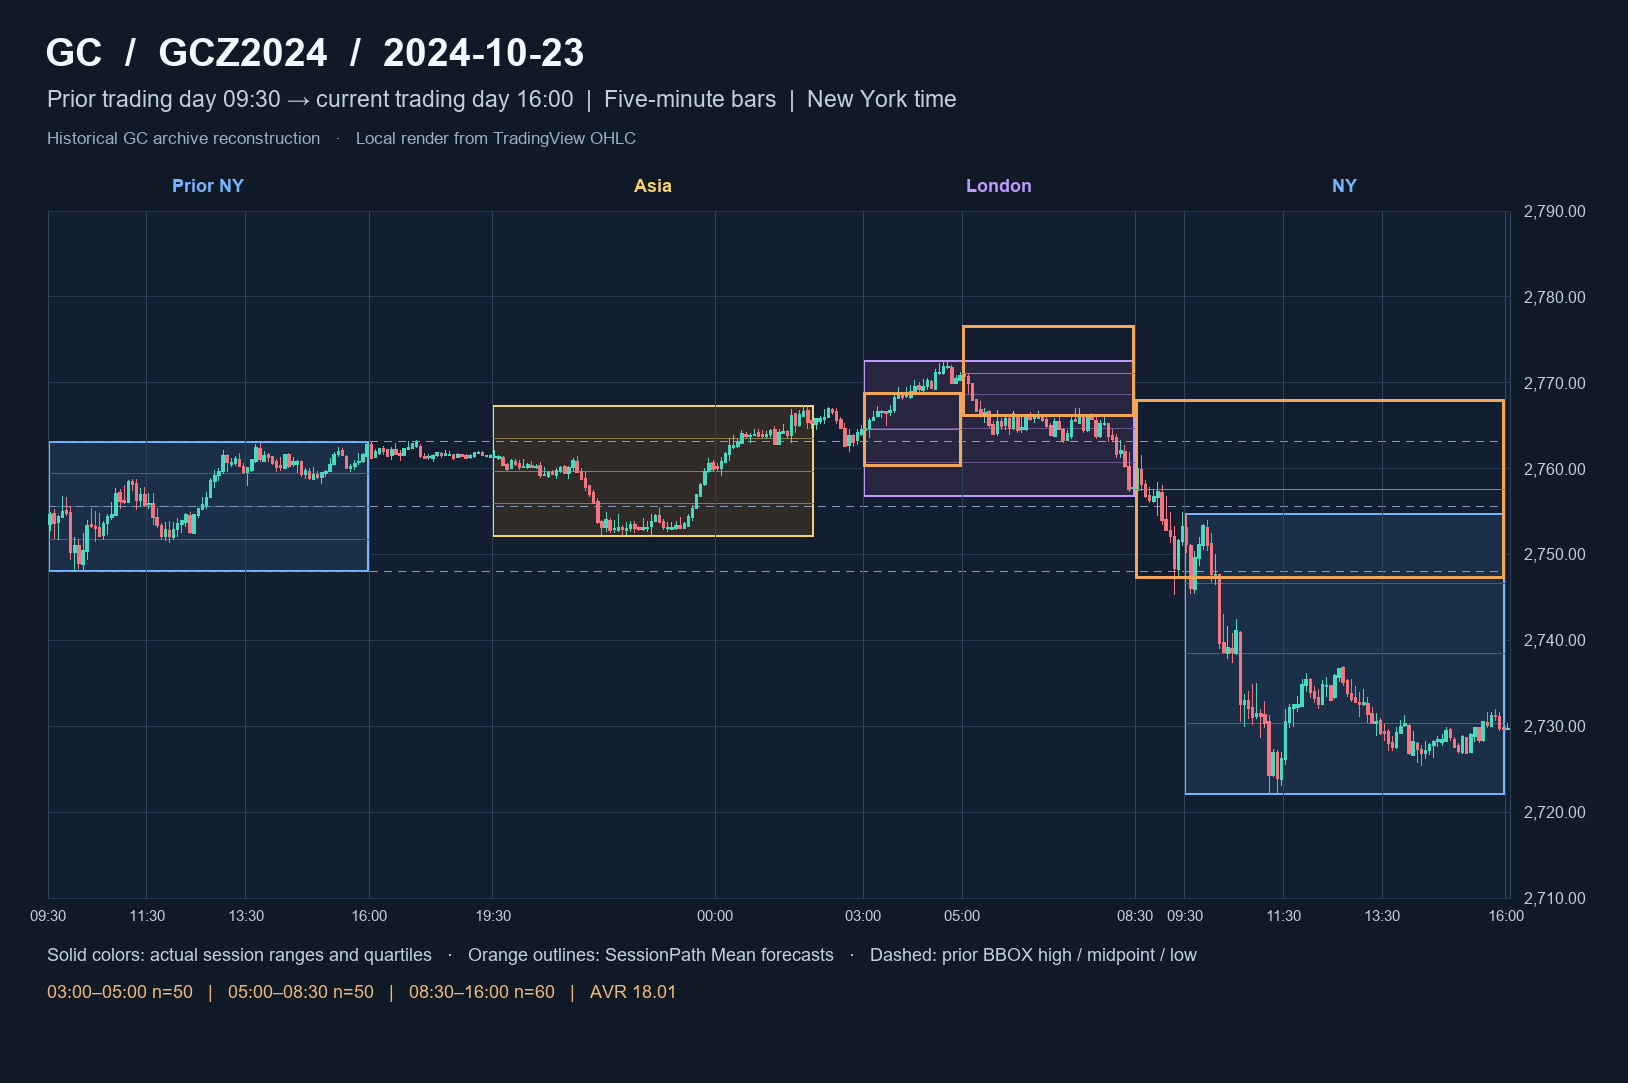 GC / GCZ2024 / 2024-10-23
Prior trading day 09:30 → current trading day 16:00 | Five-minute bars | New York time
Historical GC archive reconstruction · Local render from TradingView OHLC
Prior NY Asia London NY
2,790.00
2,780.00
2,770.00
2,760.00
2,750.00
2,740.00
2,730.00
2,720.00
2,710.00
09:30 11:30 13:30 16:00 19:30 00:00 03:00 05:00 08:30 09:30 11:30 13:30 16:00
Solid colors: actual session ranges and quartiles · Orange outlines: SessionPath Mean forecasts · Dashed: prior BBOX high / midpoint / low
03:00–05:00 n=50 | 05:00–08:30 n=50 | 08:30–16:00 n=60 | AVR 18.01